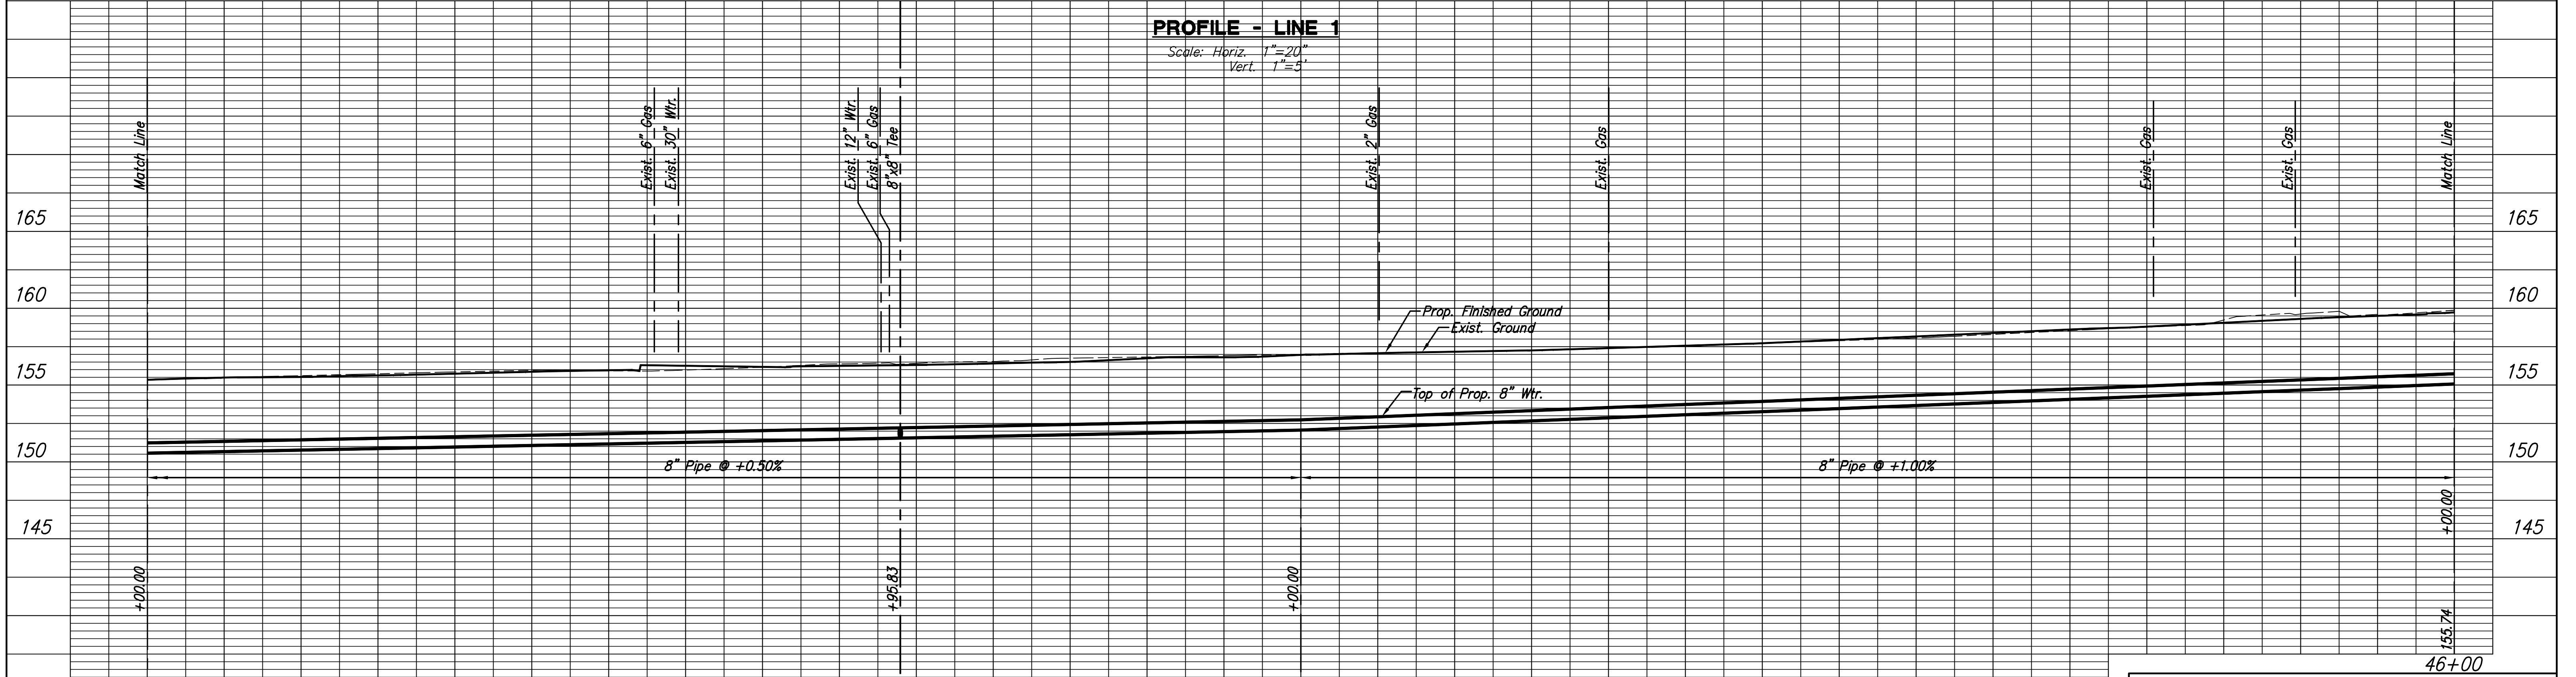 PROFILE - LINE 1
Scale: Horiz. 1"=20"
Vert. 1"=5'
Match Line
Exist. 6" Gas
Exist. 30" Wtr.
Exist. 12" Wtr.
Exist. 6" Gas
8"x8" Tee
Exist. 2" Gas
Exist. Gas
Exist. Gas
Exist. Gas
Match Line
165
165
160
160
Prop. Finished Ground
Exist. Ground
155
155
Top of Prop. 8" Wtr.
150
150
8" Pipe @ +0.50%
8" Pipe @ +1.00%
145
145
+00.00
+95.83
+00.00
+00.00
155.74
46+00